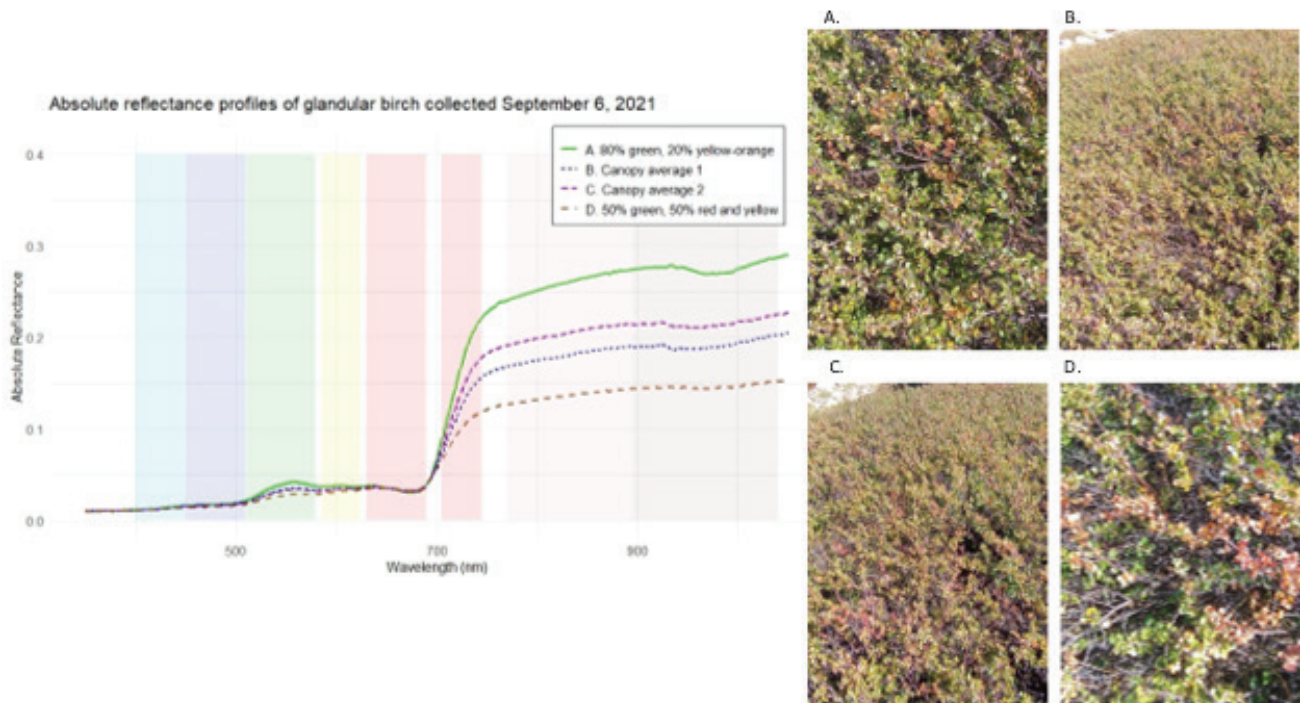 A.
B.
Absolute reflectance profiles of glandular birch collected September 6, 2021
A. 80% green, 20% yellow-orange
B. Canopy average 1
C. Canopy average 2
D. 50% green, 50% red and yellow
0.4
0.3
0.2
0.1
0.0
Absolute Reflectance
500
700
900
Wavelength (nm)
C.
D.